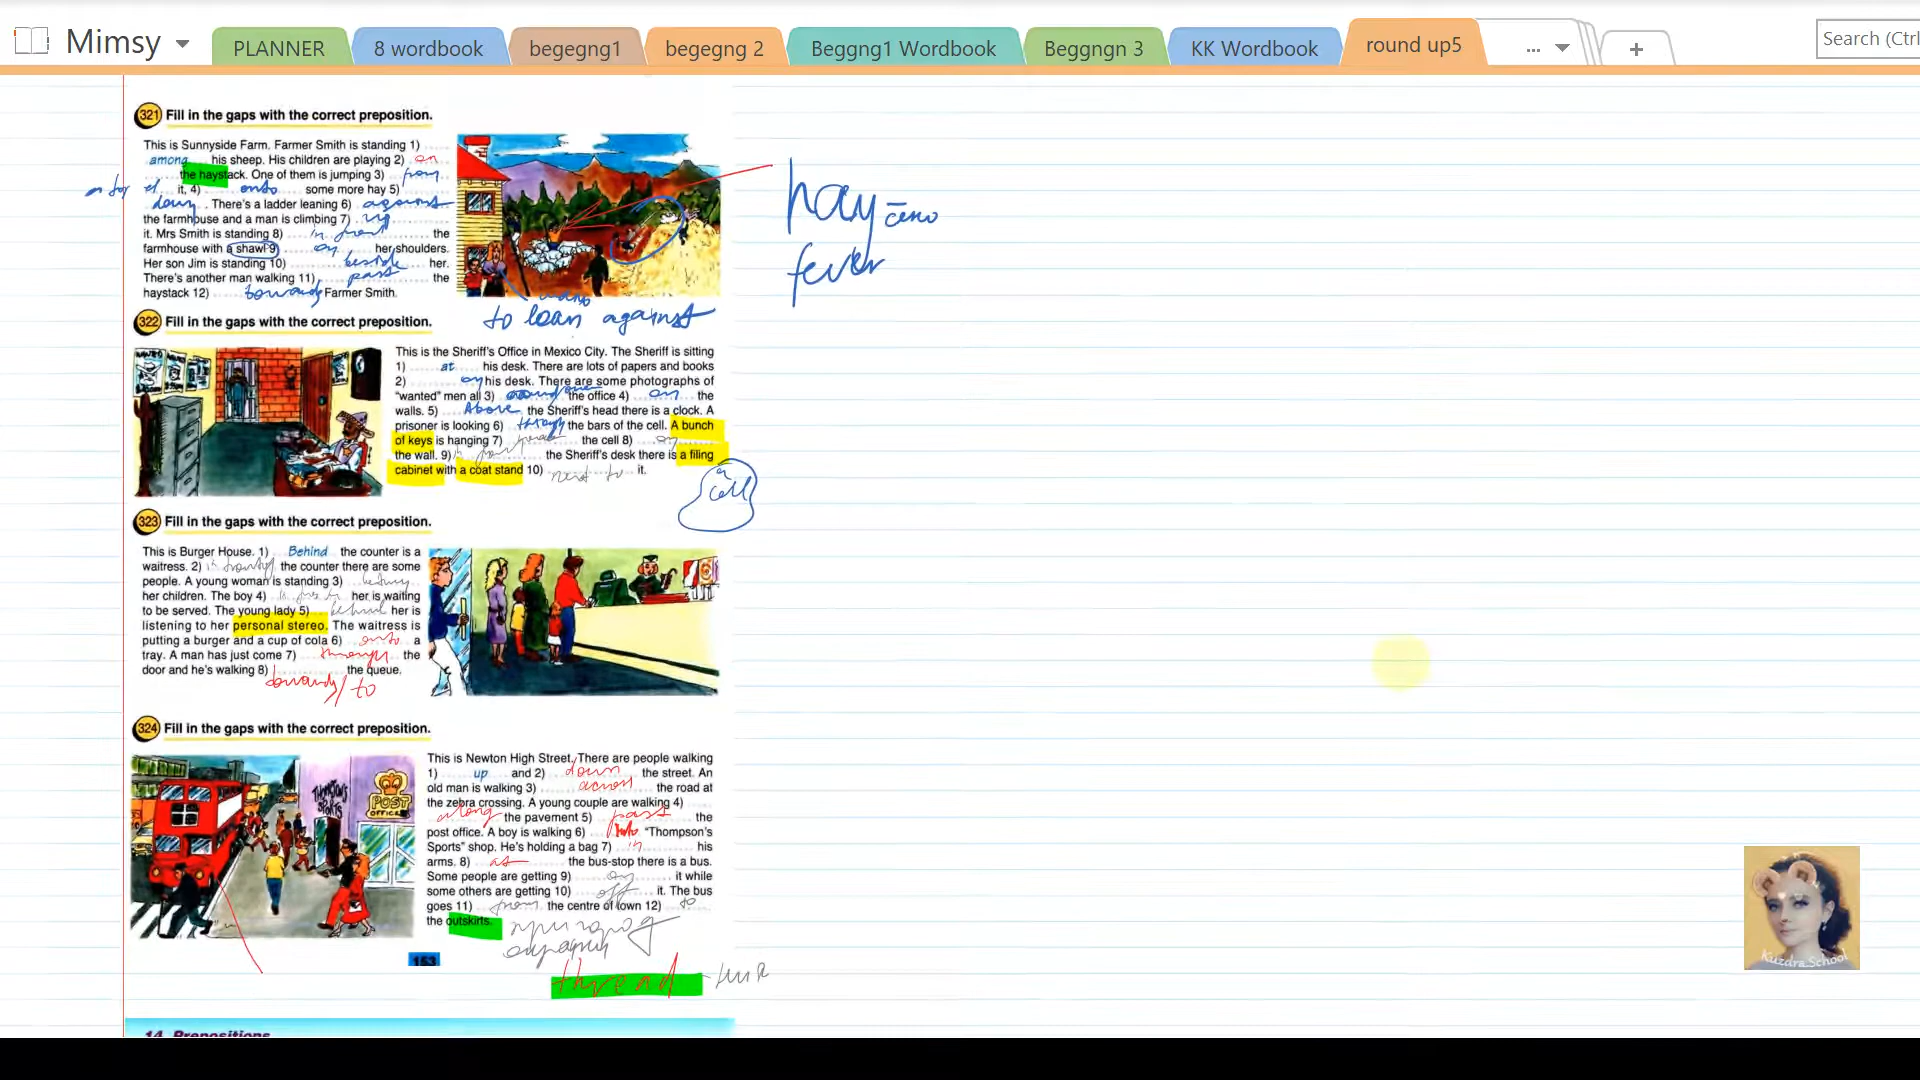 Mimsy
PLANNER
8 wordbook
begegng1
begegng 2
Beggng1 Wordbook
Beggngn 3
KK Wordbook
round up5
...
+
Search (Ctrl
321 Fill in the gaps with the correct preposition.
This is Sunnyside Farm. Farmer Smith is standing 1)
among his sheep. His children are playing 2) on
the haystack. One of them is jumping 3)
it, 4) onto some more hay 5)
down. There's a ladder leaning 6) against
the farmhouse and a man is climbing 7) up
it. Mrs Smith is standing 8) in front
farmhouse with a shawl 9) on her shoulders.
Her son Jim is standing 10) beside her.
There's another man walking 11) past the
haystack 12) towards Farmer Smith.
hay сено
fever
to lean against
322 Fill in the gaps with the correct preposition.
This is the Sheriff's Office in Mexico City. The Sheriff is sitting
1) at his desk. There are lots of papers and books
2) on his desk. There are some photographs of
"wanted" men all 3) the office 4) on the
walls. 5) Above the Sheriff's head there is a clock. A
prisoner is looking 6) through the bars of the cell. A bunch
of keys is hanging 7) the cell 8) on
the wall. 9) in front the Sheriff's desk there is a filing
cabinet with a coat stand 10) next to it.
a
cell
323 Fill in the gaps with the correct preposition.
This is Burger House. 1) Behind the counter is a
waitress. 2) in front of the counter there are some
people. A young woman is standing 3) her children. The boy 4) her is waiting
to be served. The young lady 5) behind her is
listening to her personal stereo. The waitress is
putting a burger and a cup of cola 6) onto a
tray. A man has just come 7) through the
door and he's walking 8) the queue.
towards/to
324 Fill in the gaps with the correct preposition.
This is Newton High Street. There are people walking
1) up and 2) down the street. An
old man is walking 3) across the road at
the zebra crossing. A young couple are walking 4)
along the pavement 5) past the
post office. A boy is walking 6) into "Thompson's
Sports" shop. He's holding a bag 7) in his
arms. 8) at the bus-stop there is a bus.
Some people are getting 9) on it while
some others are getting 10) off it. The bus
goes 11) from the centre of town 12) to
the outskirts.
пригород
окраина
THOMPSON'S
SPORTS
POST
OFFICE
153
thread - нить
14. Prepositions
Kuzdra School